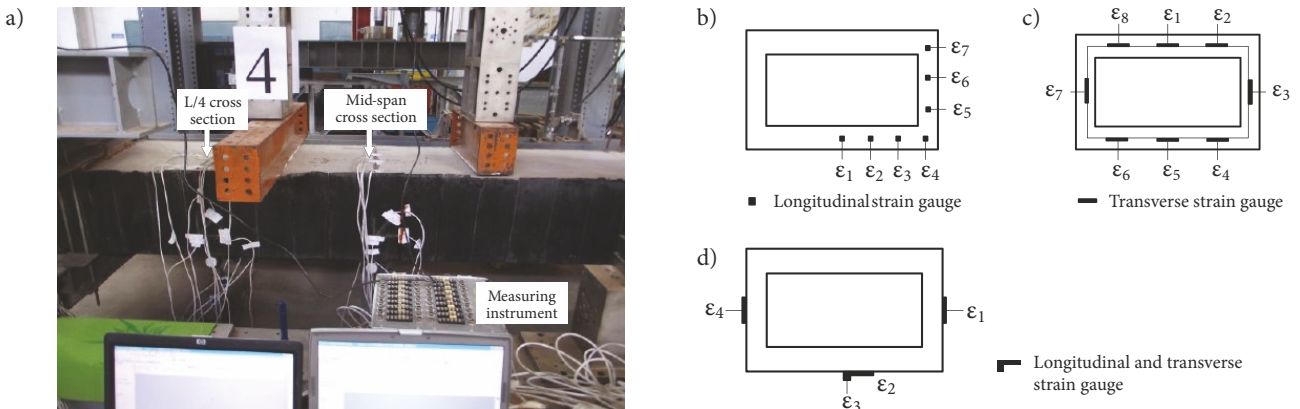 a)
4
L/4 cross
section
Mid-span
cross section
Measuring
instrument
hp
b)
ε7
ε6
ε5
ε1 ε2 ε3 ε4
Longitudinal strain gauge
c)
ε8 ε1 ε2
ε7 ε3
ε6 ε5 ε4
Transverse strain gauge
d)
ε4 ε1
ε2
ε3
Longitudinal and transverse
strain gauge